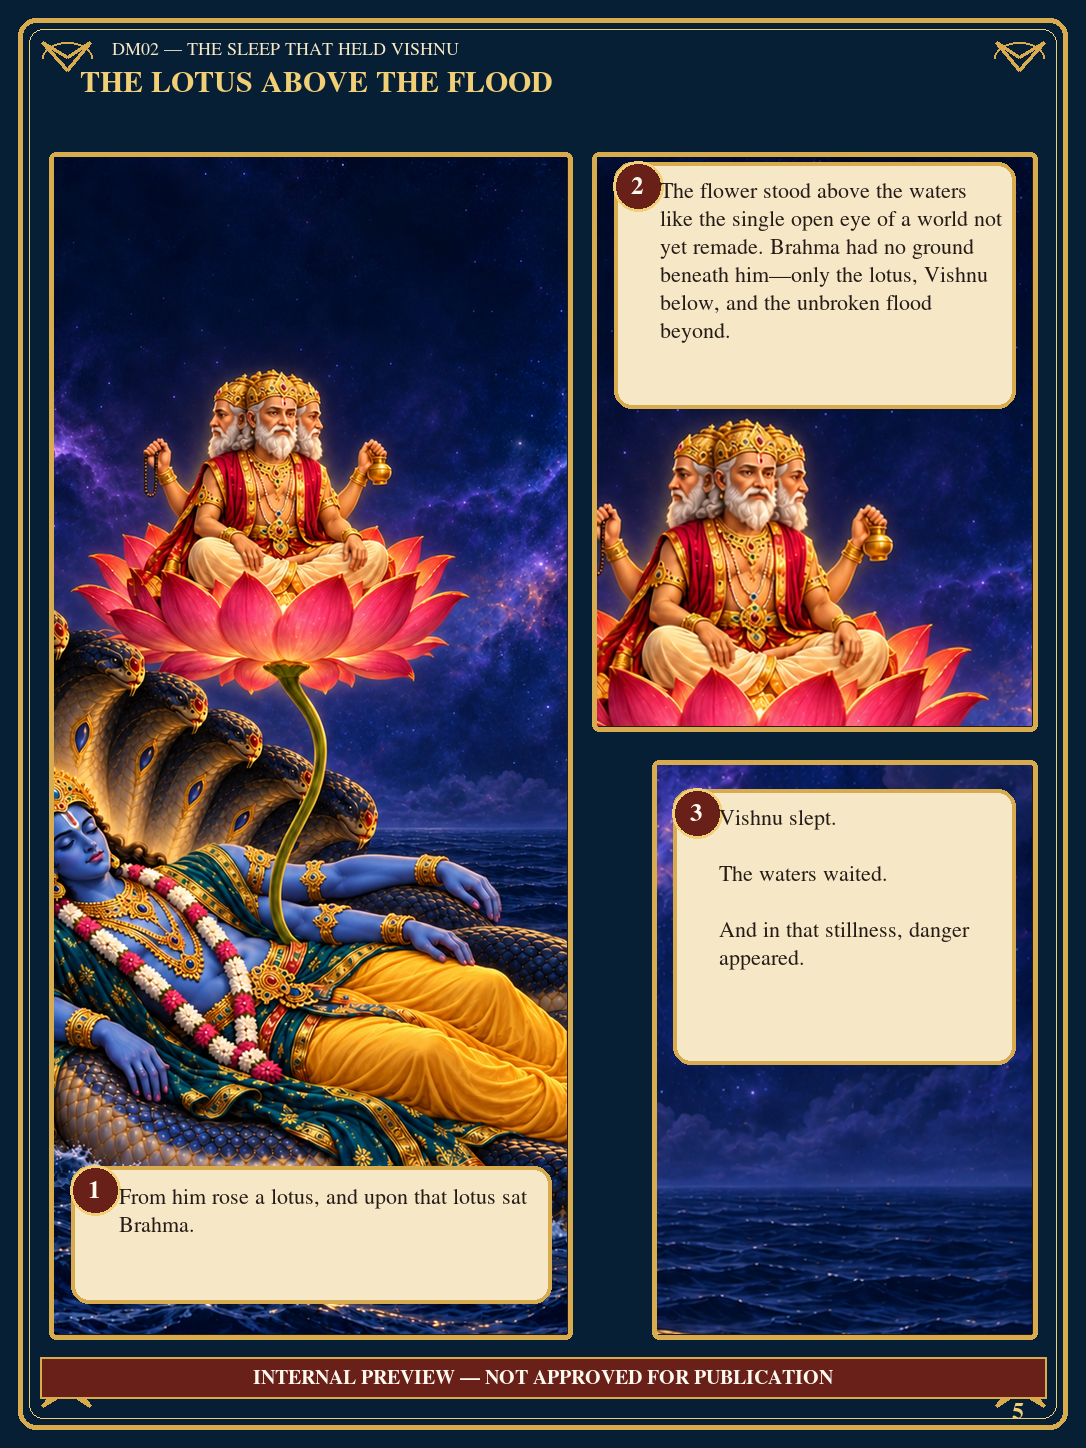 DM02 — THE SLEEP THAT HELD VISHNU
THE LOTUS ABOVE THE FLOOD
1
From him rose a lotus, and upon that lotus sat
Brahma.
2
The flower stood above the waters
like the single open eye of a world not
yet remade. Brahma had no ground
beneath him—only the lotus, Vishnu
below, and the unbroken flood
beyond.
3
Vishnu slept.
The waters waited.
And in that stillness, danger
appeared.
INTERNAL PREVIEW — NOT APPROVED FOR PUBLICATION
5